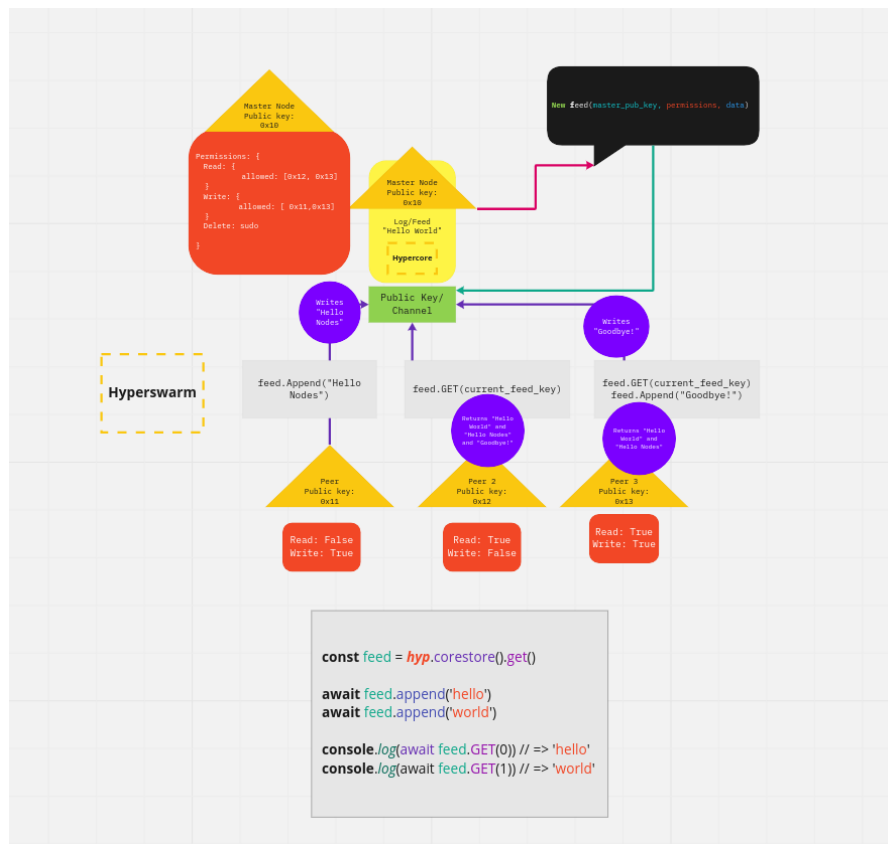 Master Node
Public key:
0x10
Permissions: {
Read: {
allowed: [0x12, 0x13]
}
Write: {
allowed: [ 0x11,0x13]
}
Delete: sudo
}
Master Node
Public key:
0x10
Log/Feed
"Hello World"
Hypercore
New feed(master_pub_key, permissions, data)
Public Key/
Channel
Writes
"Hello
Nodes"
Writes
"Goodbye!"
Hyperswarm
feed.Append("Hello
Nodes")
feed.GET(current_feed_key)
feed.GET(current_feed_key)
feed.Append("Goodbye!")
Returns "Hello
World" and
"Hello Nodes"
and "Goodbye!"
Returns "Hello
World" and
"Hello Nodes"
Peer
Public key:
0x11
Peer 2
Public key:
0x12
Peer 3
Public key:
0x13
Read: False
Write: True
Read: True
Write: False
Read: True
Write: True
const feed = hyp.corestore().get()
await feed.append('hello')
await feed.append('world')
console.log(await feed.GET(0)) // => 'hello'
console.log(await feed.GET(1)) // => 'world'